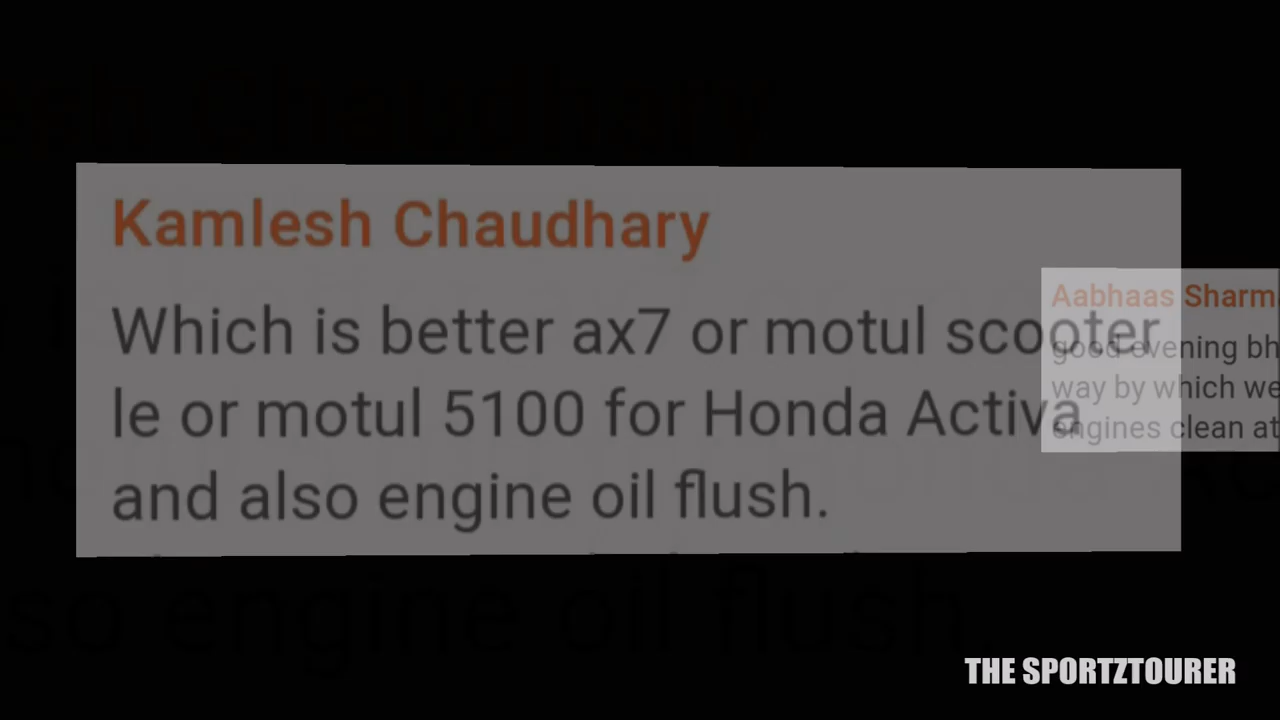 Kamlesh Chaudhary
Which is better ax7 or motul scooter
le or motul 5100 for Honda Activa
and also engine oil flush.
Aabhaas Sharm
good evening bh
way by which we
engines clean at
THE SPORTZTOURER